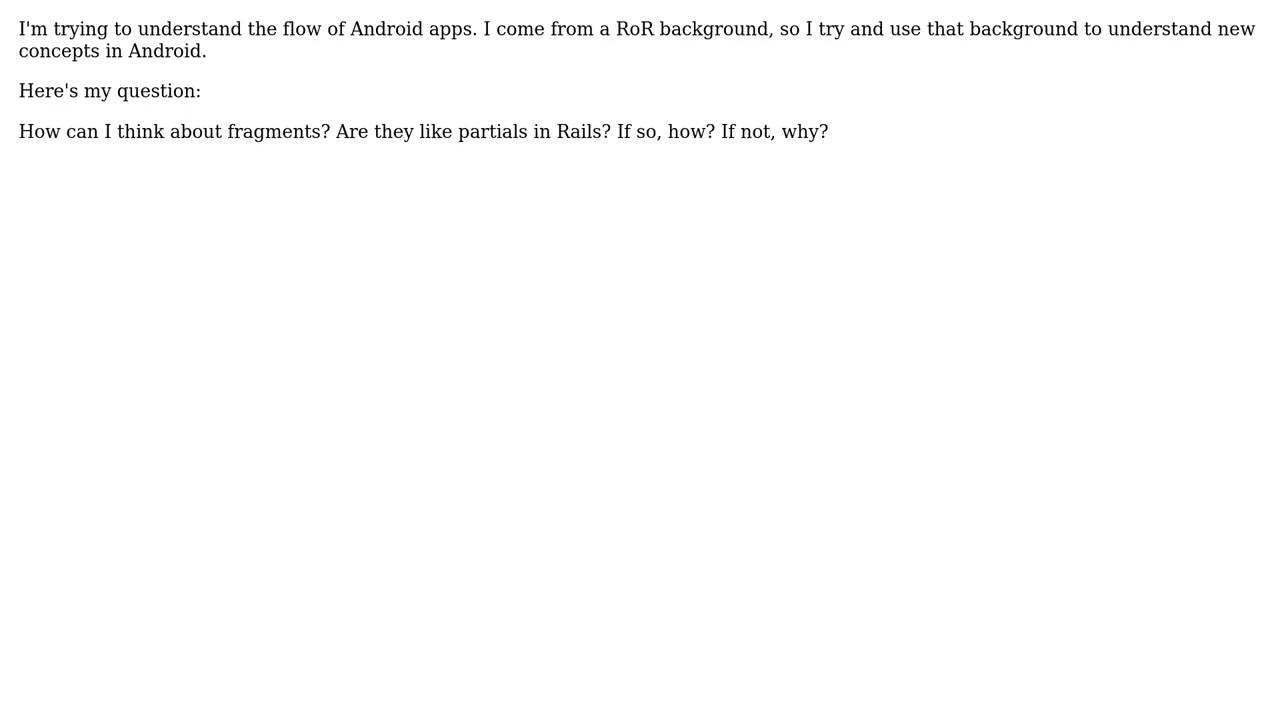 I'm trying to understand the flow of Android apps. I come from a RoR background, so I try and use that background to understand new
concepts in Android.
Here's my question:
How can I think about fragments? Are they like partials in Rails? If so, how? If not, why?